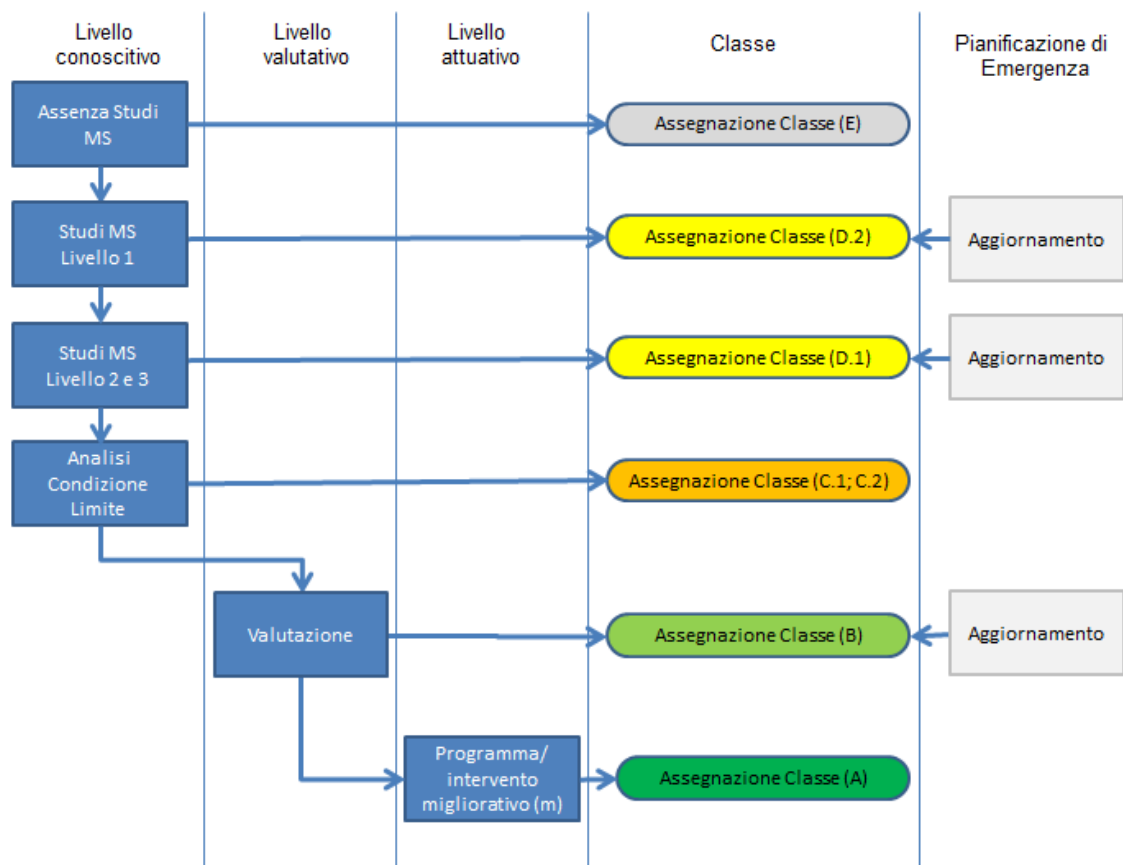 Livello
conoscitivo
Livello
valutativo
Livello
attuativo
Classe
Pianificazione di
Emergenza
Assenza Studi
MS
Assegnazione Classe (E)
Studi MS
Livello 1
Assegnazione Classe (D.2)
Aggiornamento
Studi MS
Livello 2 e 3
Assegnazione Classe (D.1)
Aggiornamento
Analisi
Condizione
Limite
Assegnazione Classe (C.1; C.2)
Valutazione
Assegnazione Classe (B)
Aggiornamento
Programma/
intervento
migliorativo (m)
Assegnazione Classe (A)